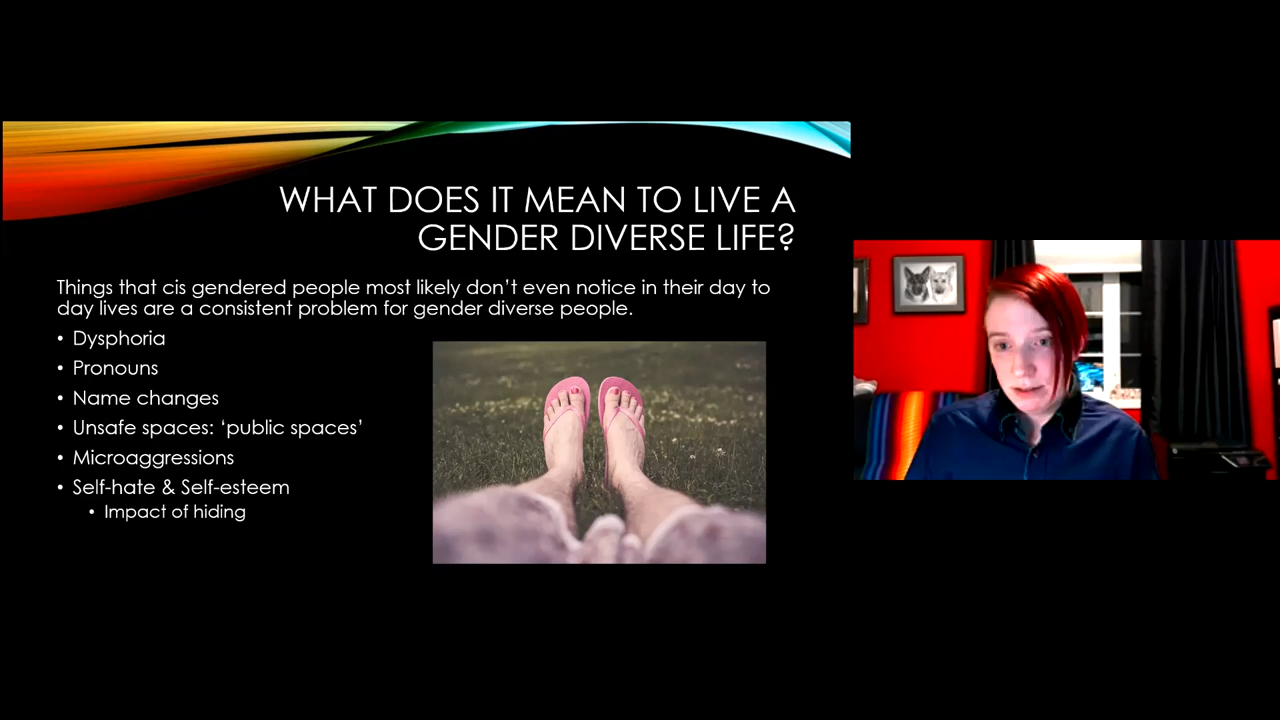 WHAT DOES IT MEAN TO LIVE A
GENDER DIVERSE LIFE?
Things that cis gendered people most likely don't even notice in their day to
day lives are a consistent problem for gender diverse people.
• Dysphoria
• Pronouns
• Name changes
• Unsafe spaces: 'public spaces'
• Microaggressions
• Self-hate & Self-esteem
• Impact of hiding